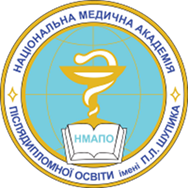 НАЦІОНАЛЬНА МЕДИЧНА АКАДЕМІЯ
ПІСЛЯДИПЛОМНОЇ ОСВІТИ імені П.Л. ШУПИКА
НМАПО